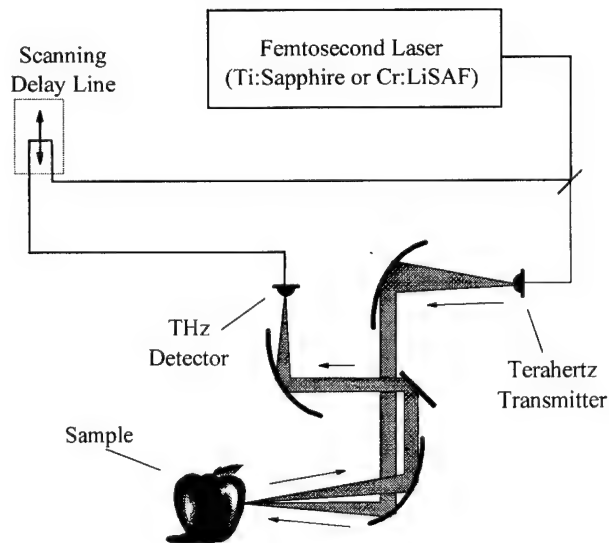 Scanning
Delay Line
Femtosecond Laser
(Ti:Sapphire or Cr:LiSAF)
THz
Detector
Terahertz
Transmitter
Sample